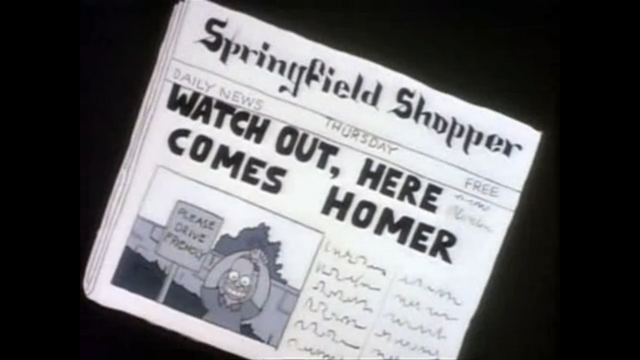 Springfield Shopper
DAILY NEWS THURSDAY FREE
WATCH OUT, HERE
COMES HOMER
PLEASE
DRIVE
FRIENDLY